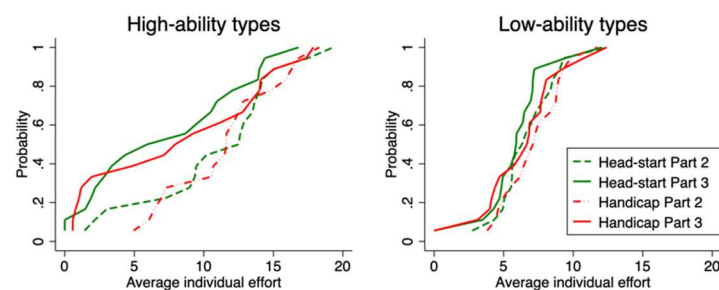 High-ability types
Low-ability types
Probability
0 .2 .4 .6 .8 1
0 5 10 15 20
Average individual effort
Probability
0 .2 .4 .6 .8 1
0 5 10 15 20
Average individual effort
Head-start Part 2
Head-start Part 3
Handicap Part 2
Handicap Part 3